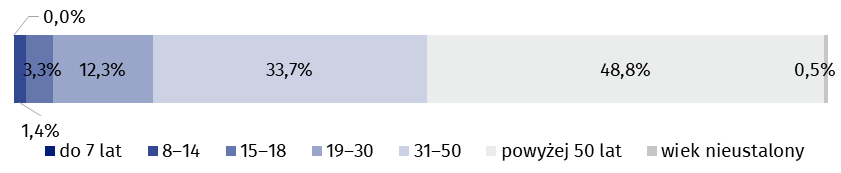 0,0%
3,3% 12,3% 33,7% 48,8% 0,5%
1,4%
do 7 lat 8–14 15–18 19–30 31–50 powyżej 50 lat wiek nieustalony